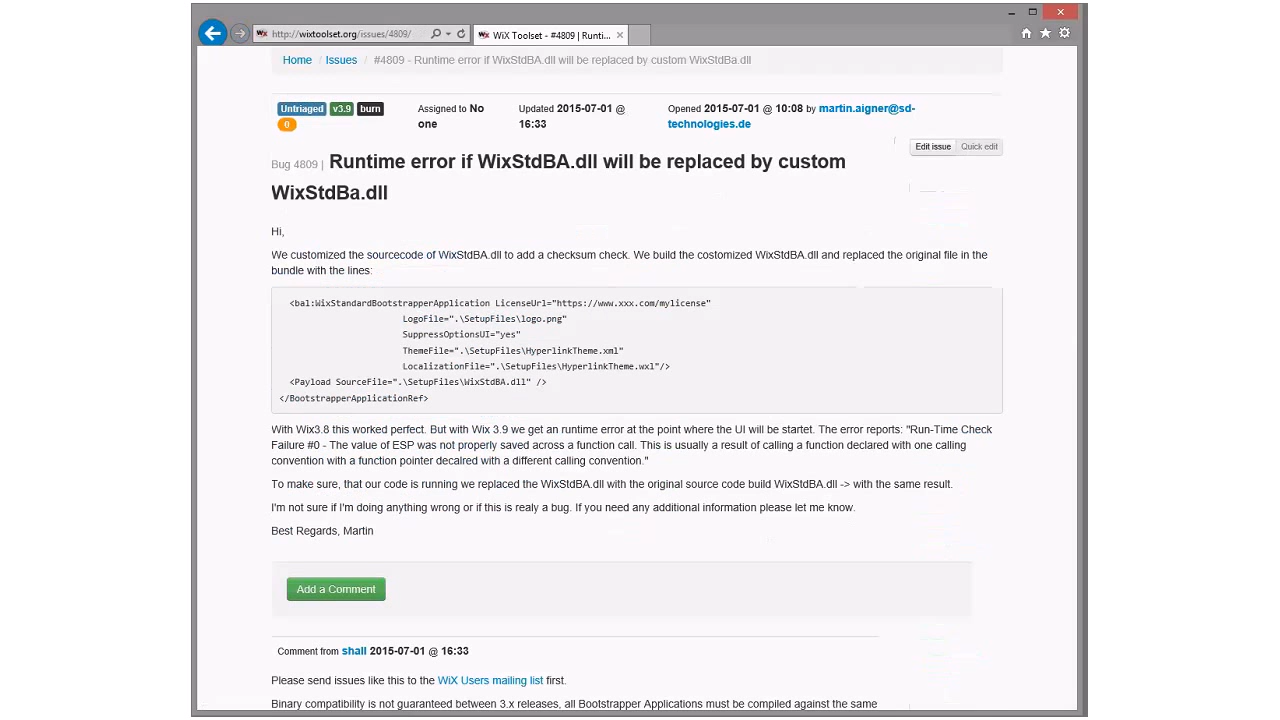 http://wixtoolset.org/issues/4809/
WiX Toolset - #4809 | Runti...
Home / Issues / #4809 - Runtime error if WixStdBA.dll will be replaced by custom WixStdBa.dll
Untriaged v3.9 burn
0
Assigned to No
one
Updated 2015-07-01 @
16:33
Opened 2015-07-01 @ 10:08 by martin.aigner@sd-
technologies.de
Edit issue Quick edit
Bug 4809 | Runtime error if WixStdBA.dll will be replaced by custom
WixStdBa.dll
Hi,
We customized the sourcecode of WixStdBA.dll to add a checksum check. We build the costomized WixStdBA.dll and replaced the original file in the
bundle with the lines:
<bal:WixStandardBootstrapperApplication LicenseUrl="https://www.xxx.com/mylicense"
LogoFile=".\SetupFiles\logo.png"
SuppressOptionsUI="yes"
ThemeFile=".\SetupFiles\HyperlinkTheme.xml"
LocalizationFile=".\SetupFiles\HyperlinkTheme.wxl"/>
<Payload SourceFile=".\SetupFiles\WixStdBA.dll" />
</BootstrapperApplicationRef>
With Wix3.8 this worked perfect. But with Wix 3.9 we get an runtime error at the point where the UI will be startet. The error reports: "Run-Time Check
Failure #0 - The value of ESP was not properly saved across a function call. This is usually a result of calling a function declared with one calling
convention with a function pointer decalred with a different calling convention."
To make sure, that our code is running we replaced the WixStdBA.dll with the original source code build WixStdBA.dll -> with the same result.
I'm not sure if I'm doing anything wrong or if this is realy a bug. If you need any additional information please let me know.
Best Regards, Martin
Add a Comment
Comment from shall 2015-07-01 @ 16:33
Please send issues like this to the WiX Users mailing list first.
Binary compatibility is not guaranteed between 3.x releases, all Bootstrapper Applications must be compiled against the same